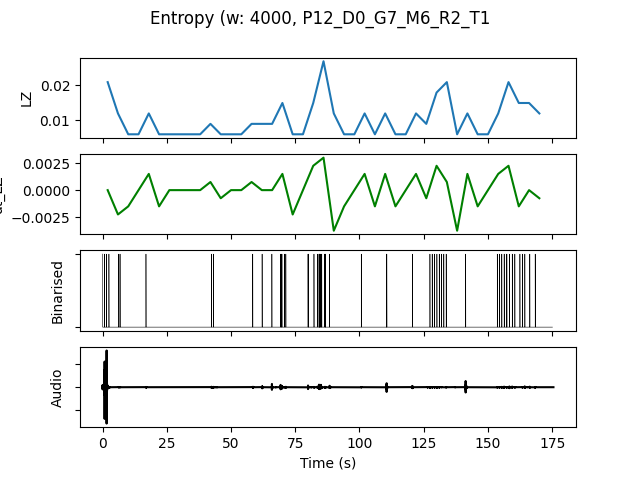 Entropy (w: 4000, P12_D0_G7_M6_R2_T1
LZ
0.02
0.01
0.0025
0.0000
−0.0025
Binarised
Audio
0 25 50 75 100 125 150 175
Time (s)